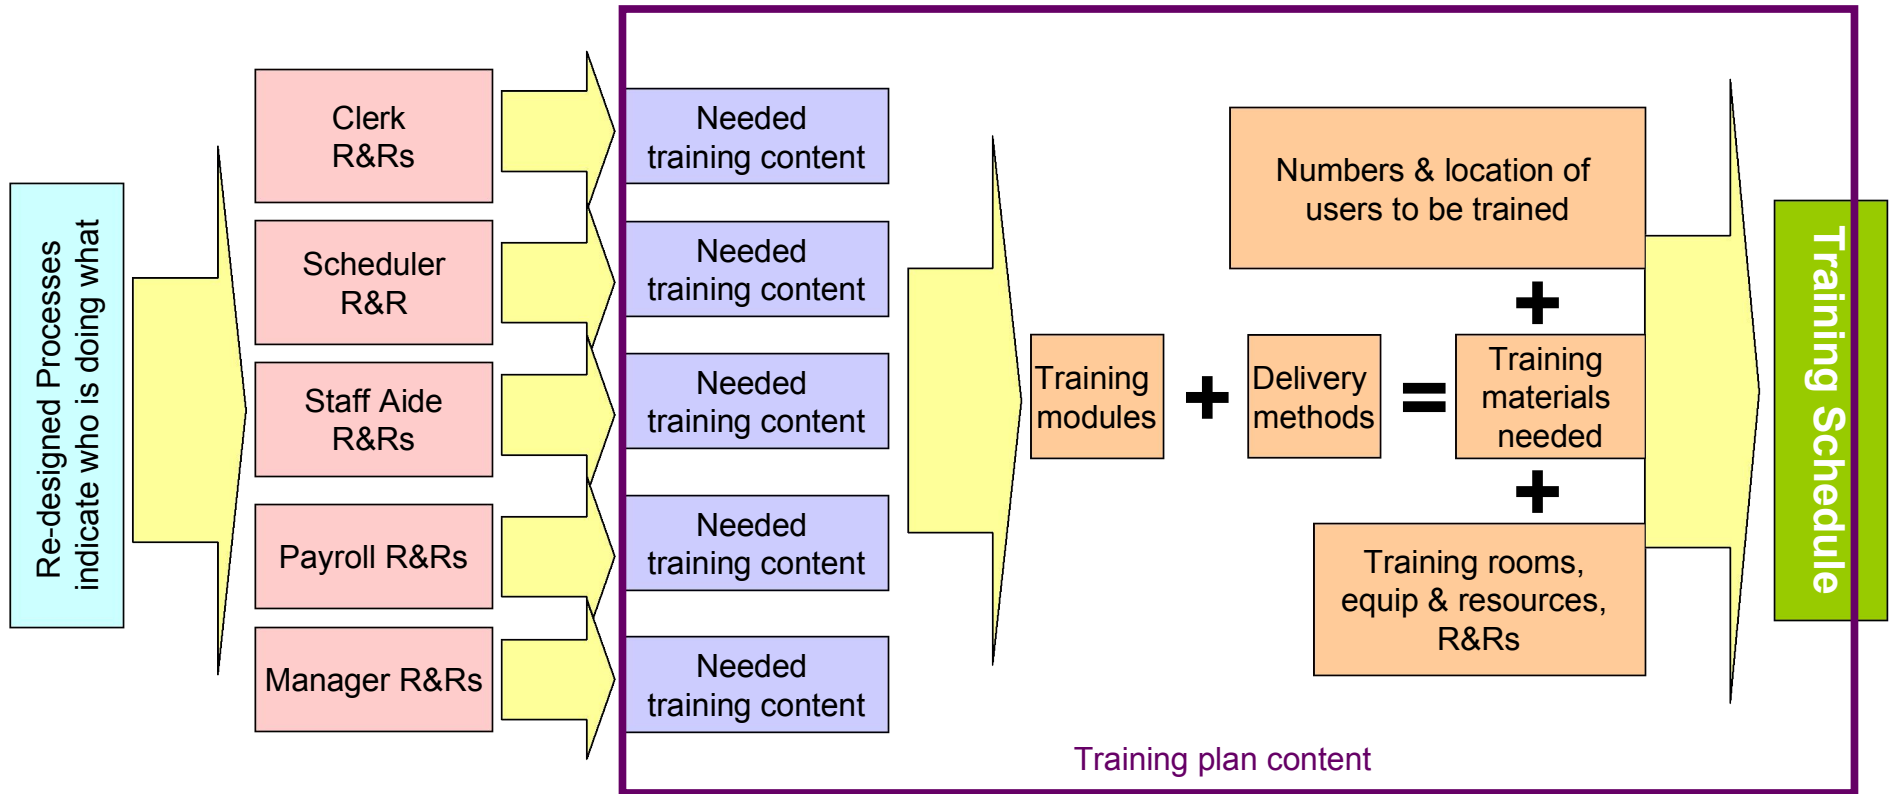 Re-designed Processes
indicate who is doing what
Clerk
R&Rs
Scheduler
R&R
Staff Aide
R&Rs
Payroll R&Rs
Manager R&Rs
Needed
training content
Needed
training content
Needed
training content
Needed
training content
Needed
training content
Training
modules
+
Delivery
methods
=
Numbers & location of
users to be trained
+
Training
materials
needed
+
Training rooms,
equip & resources,
R&Rs
Training Schedule
Training plan content